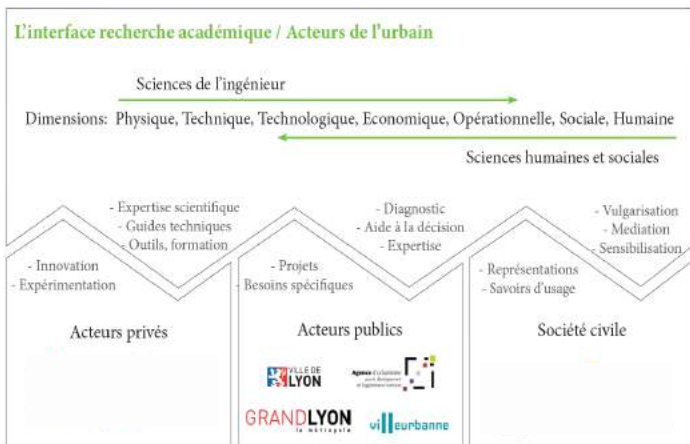 L'interface recherche académique / Acteurs de l'urbain
Sciences de l'ingénieur
Dimensions: Physique, Technique, Technologique, Economique, Opérationnelle, Sociale, Humaine
Sciences humaines et sociales
- Expertise scientifique
- Guides techniques
- Outils, formation
- Diagnostic
- Aide à la décision
- Expertise
- Vulgarisation
- Mediation
- Sensibilisation
- Innovation
- Expérimentation
- Projets
- Besoins spécifiques
- Représentations
- Savoirs d'usage
Acteurs privés
Acteurs publics
Société civile
VILLE DE
LYON
Agence d'urbanisme
GRANDLYON
la métropole
villeurbanne